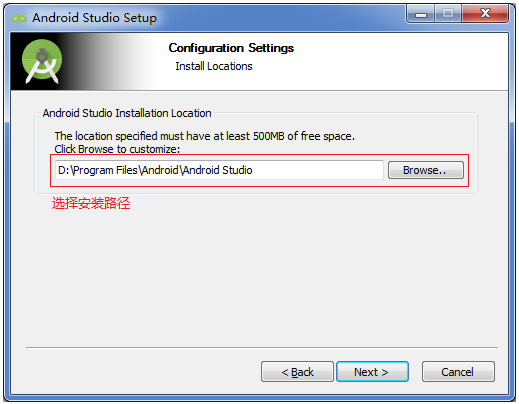 Android Studio Setup
Configuration Settings
Install Locations
Android Studio Installation Location
The location specified must have at least 500MB of free space.
Click Browse to customize:
D:\Program Files\Android\Android Studio
Browse..
选择安装路径
< Back
Next >
Cancel